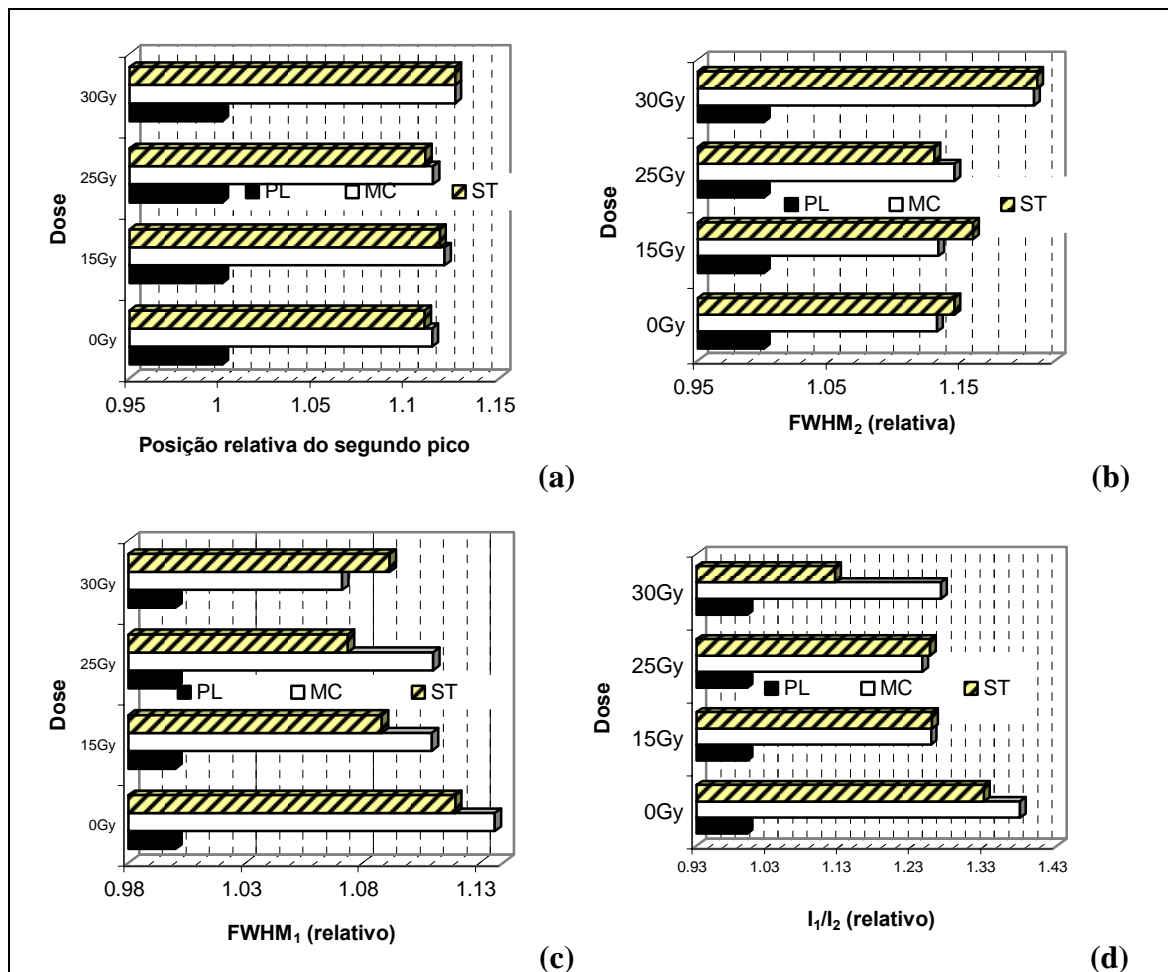 30Gy
25Gy
15Gy
0Gy
Dose
PL MC ST
0.95 1 1.05 1.1 1.15
Posição relativa do segundo pico
(a)
30Gy
25Gy
15Gy
0Gy
Dose
PL MC ST
0.95 1.05 1.15
FWHM₂ (relativa)
(b)
30Gy
25Gy
15Gy
0Gy
Dose
PL MC ST
0.98 1.03 1.08 1.13
FWHM₁ (relativo)
(c)
30Gy
25Gy
15Gy
0Gy
Dose
PL MC ST
0.93 1.03 1.13 1.23 1.33 1.43
I₁/I₂ (relativo)
(d)